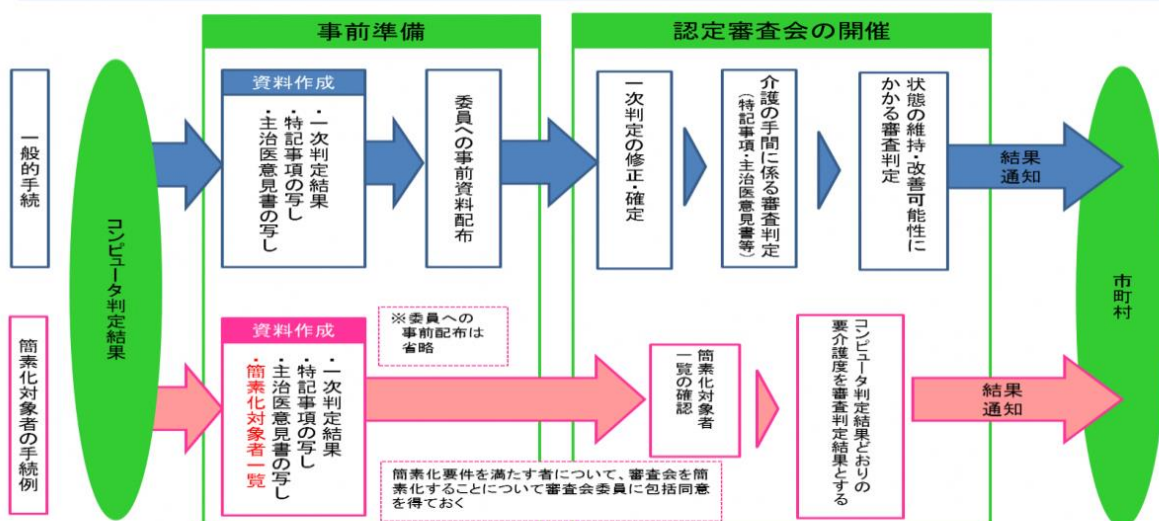 事前準備
認定審査会の開催
一般的手続
コンピュータ判定結果
資料作成
・一次判定結果
・特記事項の写し
・主治医意見書の写し
委員への事前資料配布
一次判定の修正・確定
介護の手間に係る審査判定
(特記事項・主治医意見書等)
状態の維持・改善可能性に
かかる審査判定
結果
通知
市町村
簡素化対象者の手続例
資料作成
・一次判定結果
・特記事項の写し
・主治医意見書の写し
・簡素化対象者一覧
※委員への
事前配布は
省略
簡素化対象者
一覧の確認
コンピュータ判定結果どおりの
要介護度を審査判定結果とする
結果
通知
簡素化要件を満たす者について、審査会を簡
素化することについて審査会委員に包括同意
を得ておく